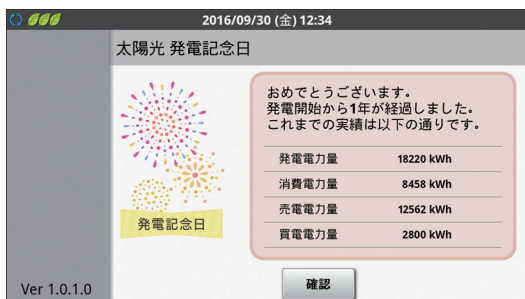 2016/09/30 (金) 12:34
太陽光 発電記念日
おめでとうございます。
発電開始から1年が経過しました。
これまでの実績は以下の通りです。
発電電力量 18220 kWh
消費電力量 8458 kWh
売電電力量 12562 kWh
買電電力量 2800 kWh
発電記念日
確認
Ver 1.0.1.0